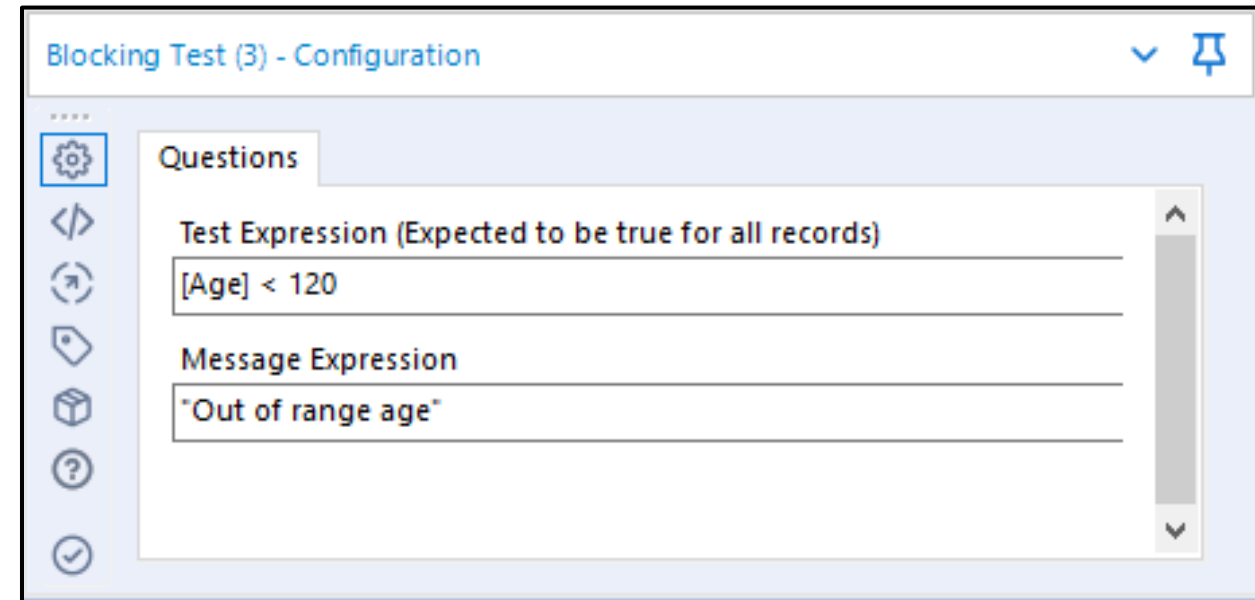 Blocking Test (3) - Configuration
Questions
Test Expression (Expected to be true for all records)
[Age] < 120
Message Expression
"Out of range age"